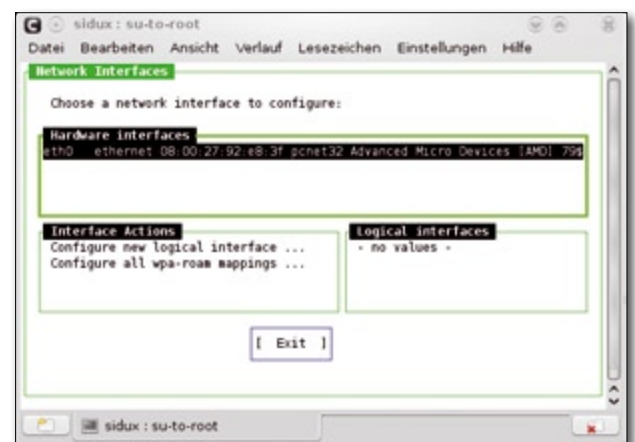 sidux : su-to-root
Datei Bearbeiten Ansicht Verlauf Lesezeichen Einstellungen Hilfe
Network Interfaces
Choose a network interface to configure:
Hardware interfaces
eth0 ethernet 08:00:27:92:e8:3f pcnet32 Advanced Micro Devices [AMD] 79$
Interface Actions
Configure new logical interface ...
Configure all wpa-roam mappings ...
Logical interfaces
- no values -
[ Exit ]
sidux : su-to-root